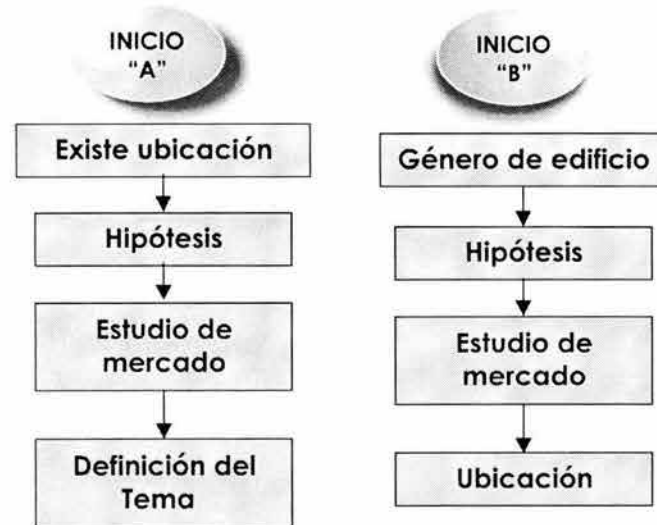 INICIO
“A”
Existe ubicación
Hipótesis
Estudio de
mercado
Definición del
Tema
INICIO
“B”
Género de edificio
Hipótesis
Estudio de
mercado
Ubicación